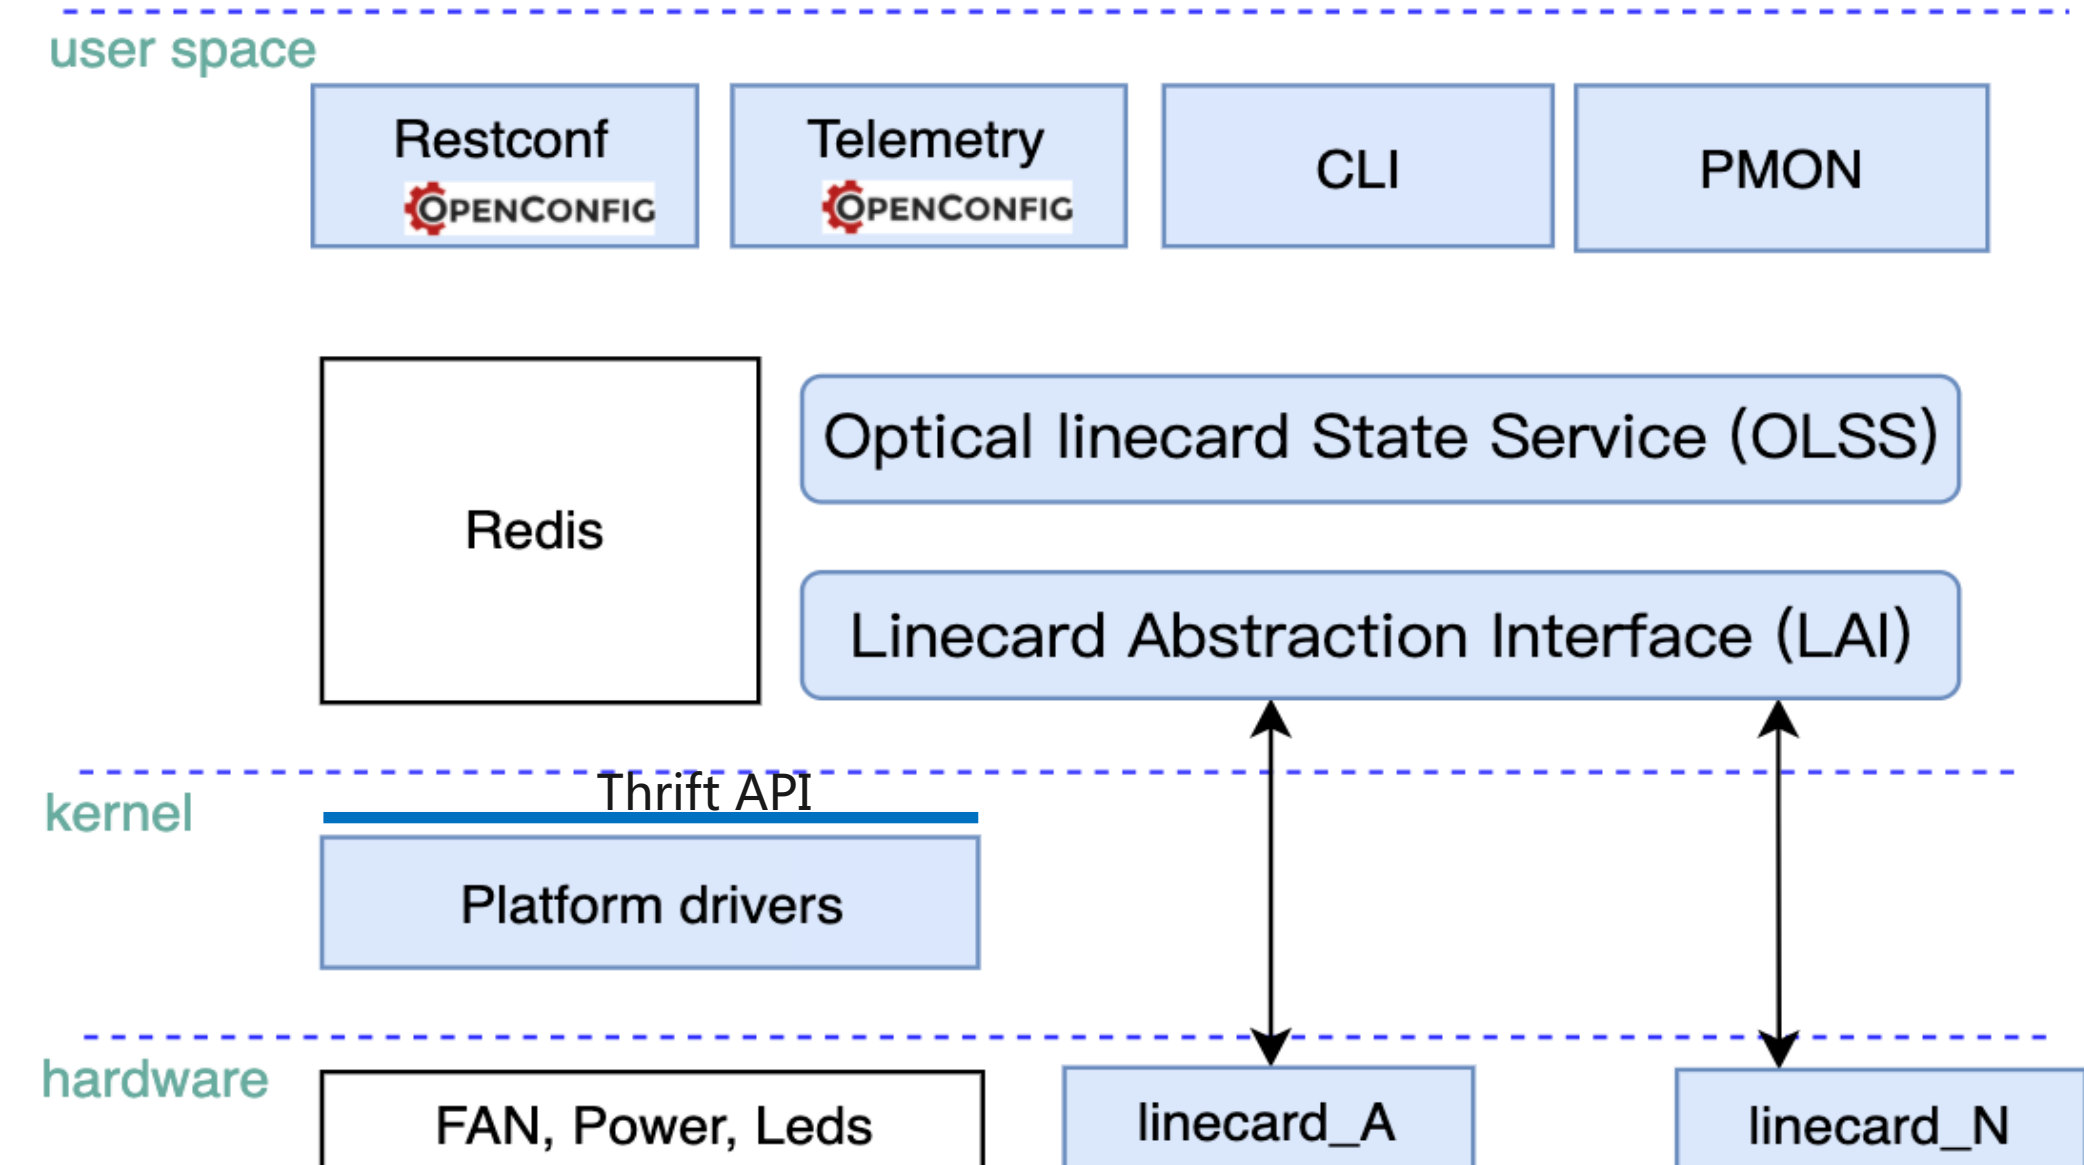 user space
Restconf
OPENCONFIG
Telemetry
OPENCONFIG
CLI
PMON
Redis
Optical linecard State Service (OLSS)
Linecard Abstraction Interface (LAI)
kernel
Thrift API
Platform drivers
hardware
FAN, Power, Leds
linecard_A
linecard_N